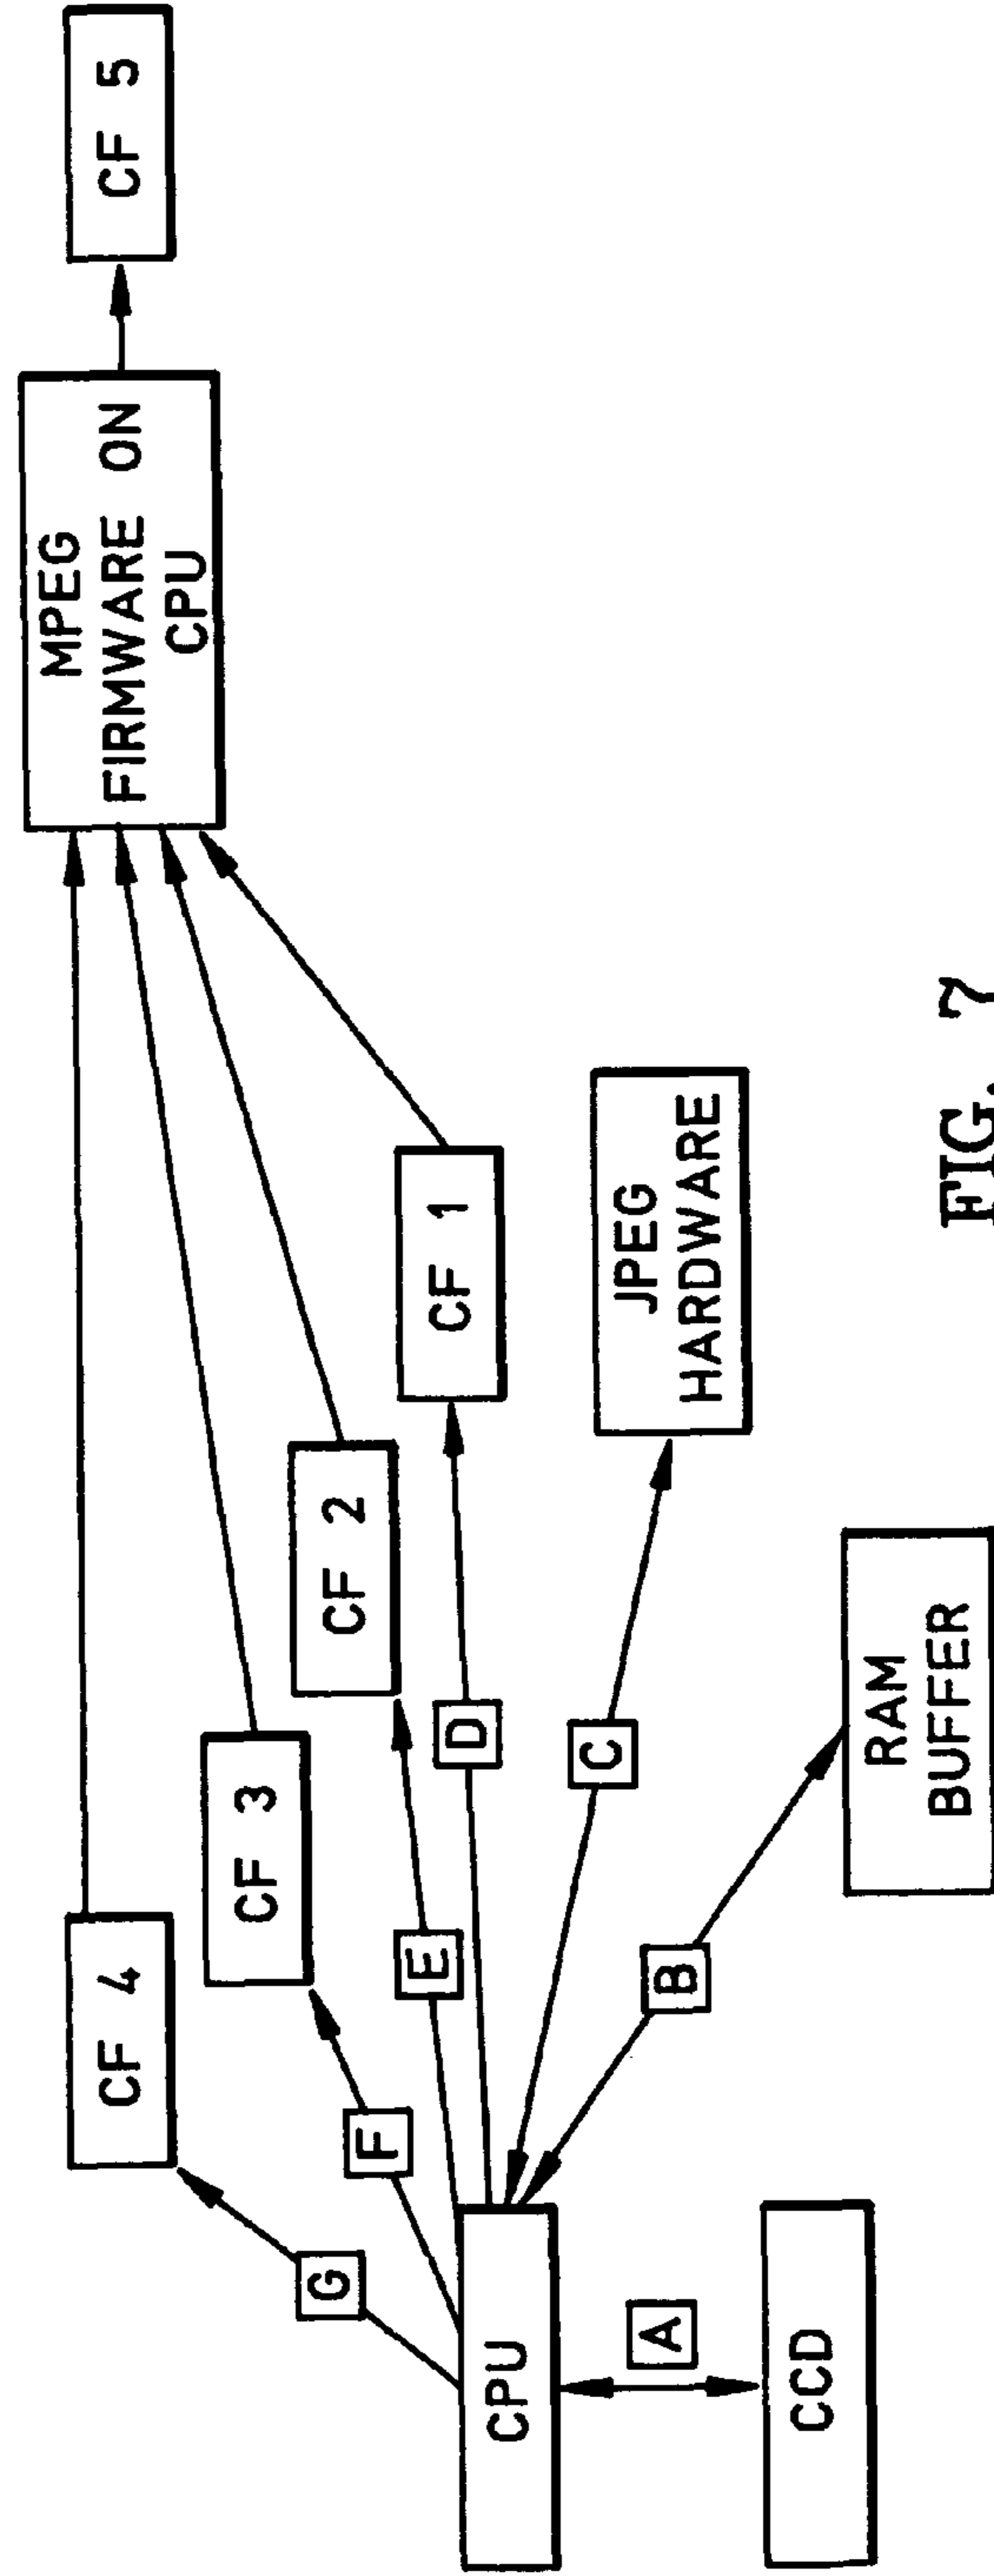 CF 4
CF 3
CF 2
CF 1
MPEG
FIRMWARE ON
CPU
CF 5
G
F
E
D
C
B
A
CPU
CCD
JPEG
HARDWARE
RAM
BUFFER
FIG. 7